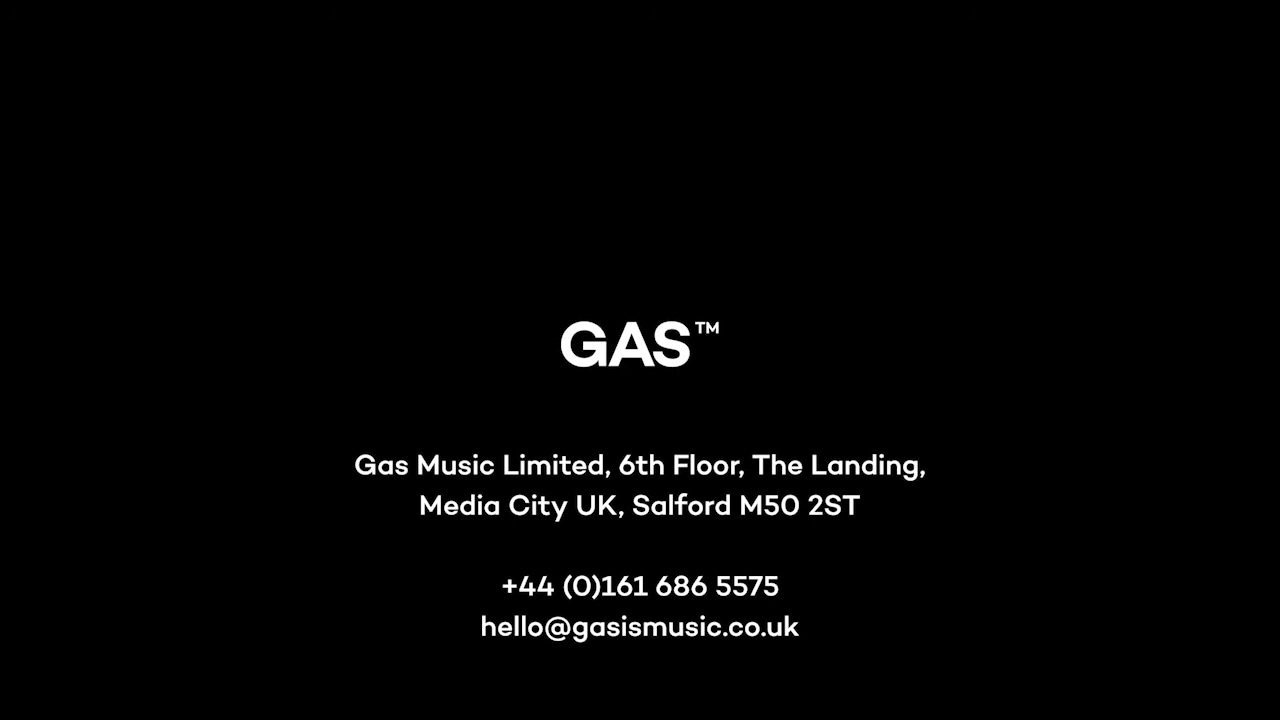 GAS™
Gas Music Limited, 6th Floor, The Landing,
Media City UK, Salford M50 2ST
+44 (0)161 686 5575
hello@gasismusic.co.uk